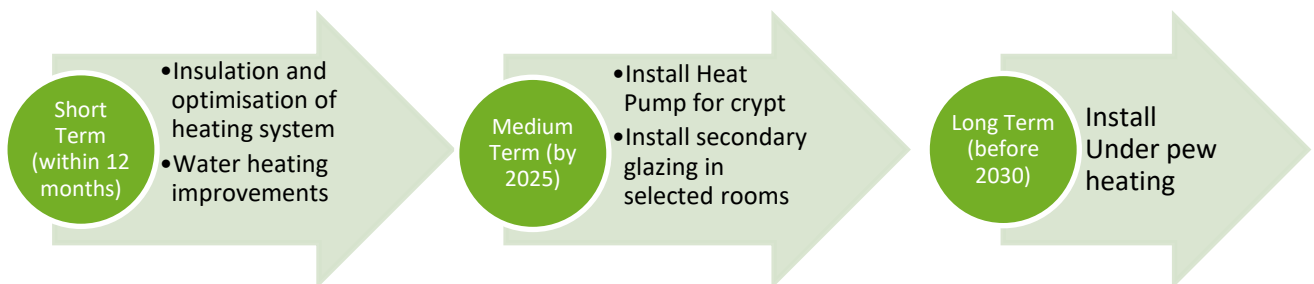 Short
Term
(within 12
months)
•Insulation and
optimisation of
heating system
•Water heating
improvements
Medium
Term (by
2025)
•Install Heat
Pump for crypt
•Install secondary
glazing in
selected rooms
Long Term
(before
2030)
Install
Under pew
heating